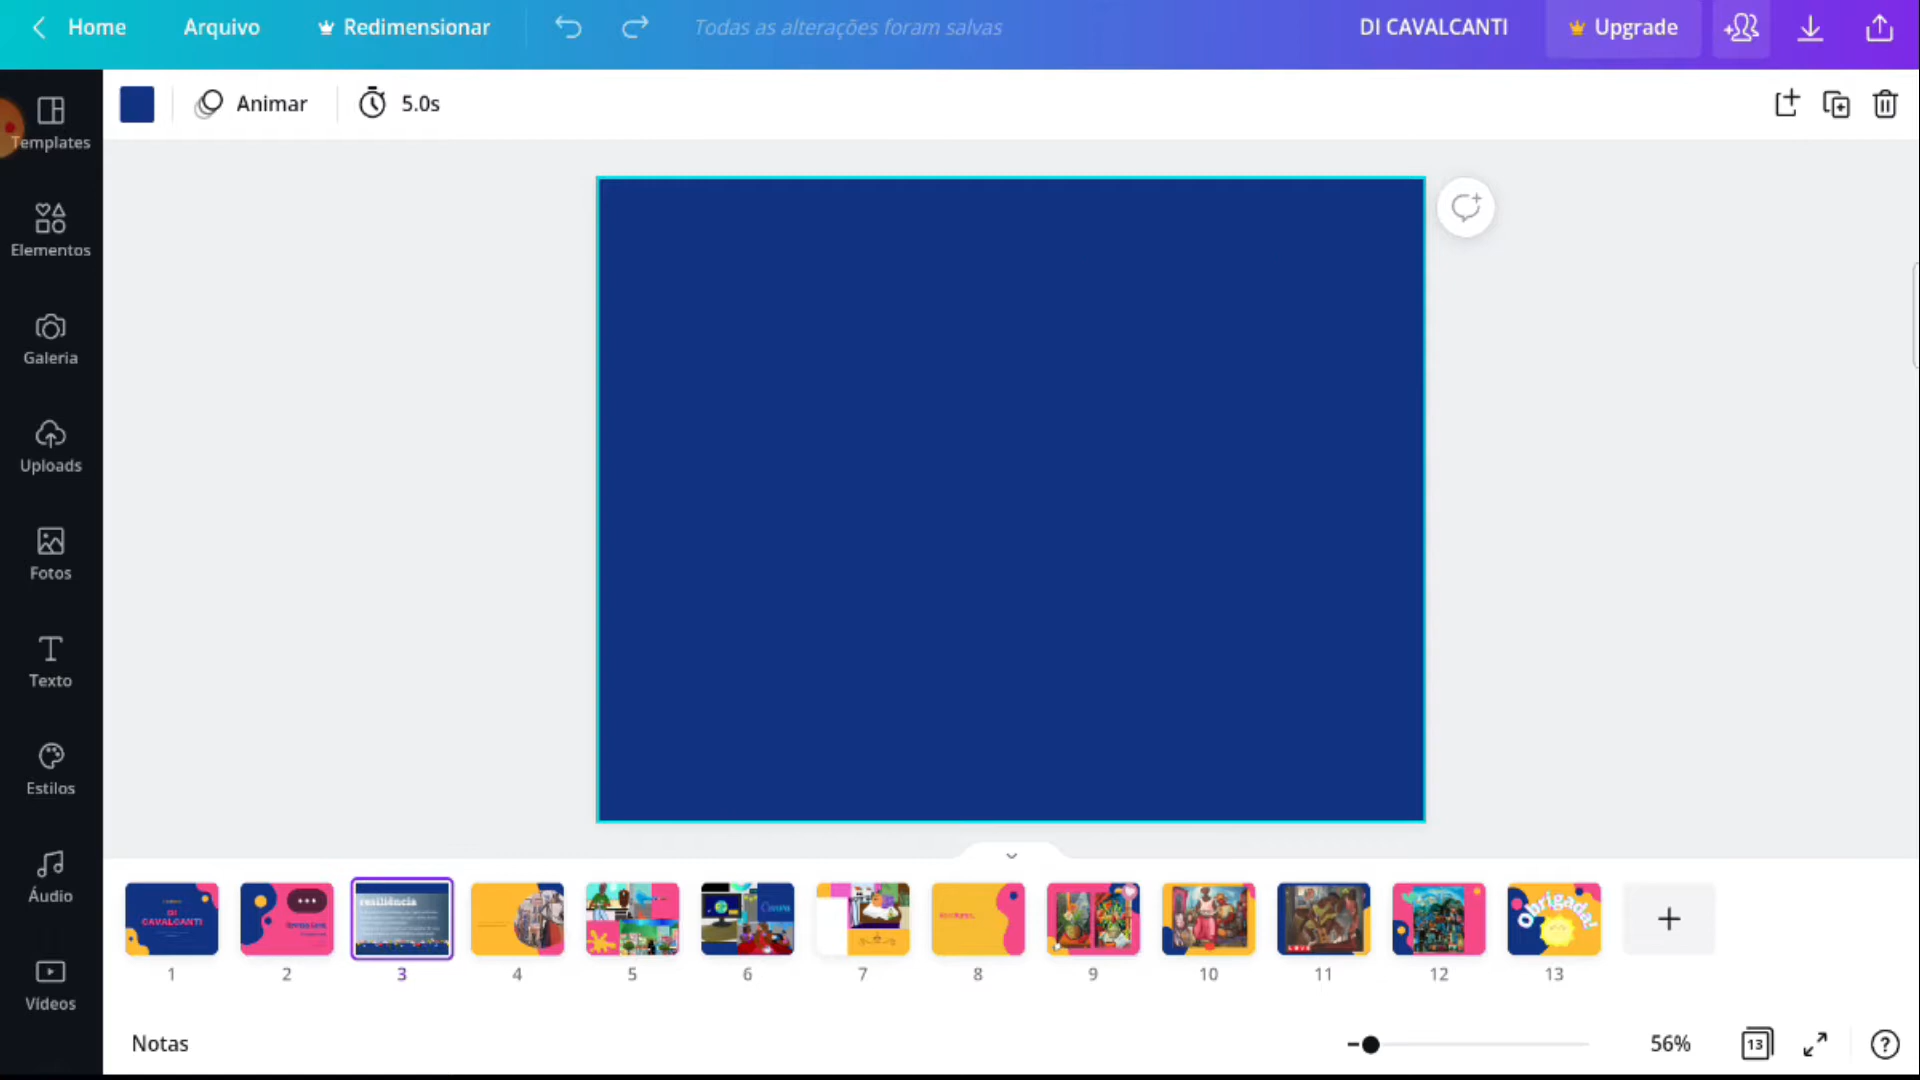 Home
Arquivo
Redimensionar
Todas as alterações foram salvas
DI CAVALCANTI
Upgrade
Animar
5.0s
Templates
Elementos
Galeria
Uploads
Fotos
Texto
Estilos
Áudio
Vídeos
DI
CAVALCANTI
resiliência
Canva
Obrigada!
1
2
3
4
5
6
7
8
9
10
11
12
13
Notas
56%
13